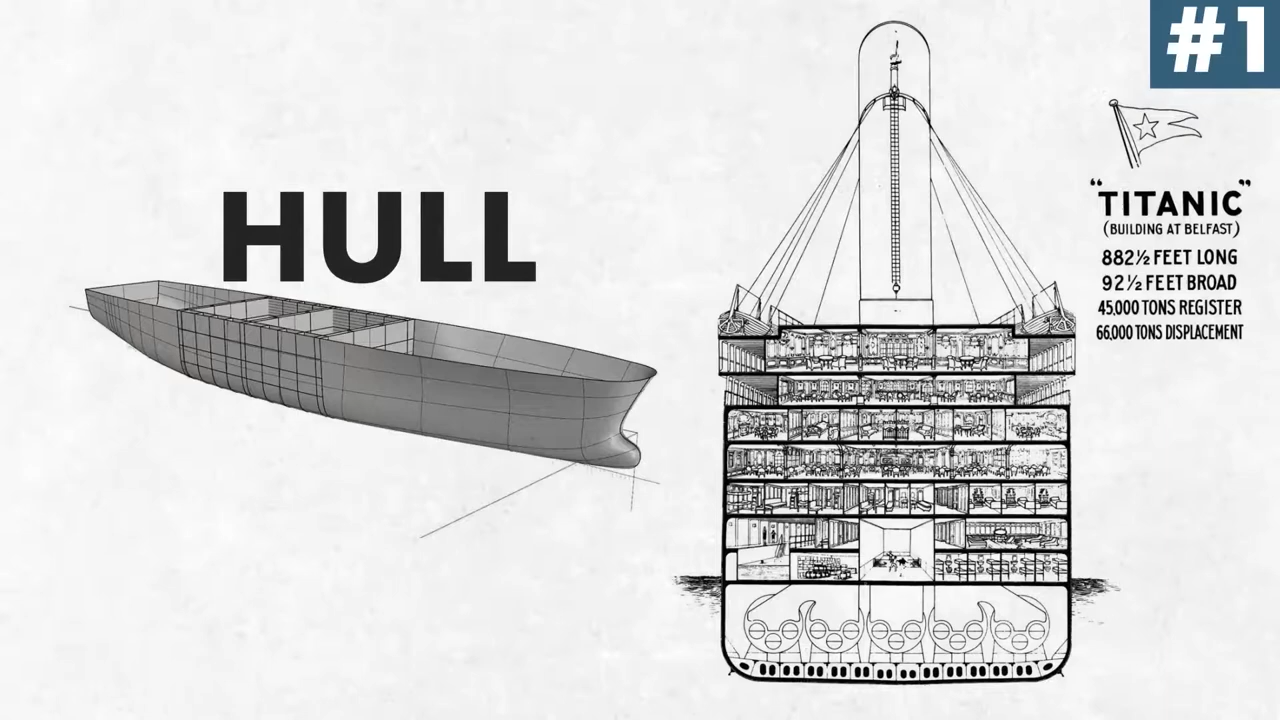 #1
HULL
“TITANIC”
(BUILDING AT BELFAST)
882½ FEET LONG
92½ FEET BROAD
45,000 TONS REGISTER
66,000 TONS DISPLACEMENT